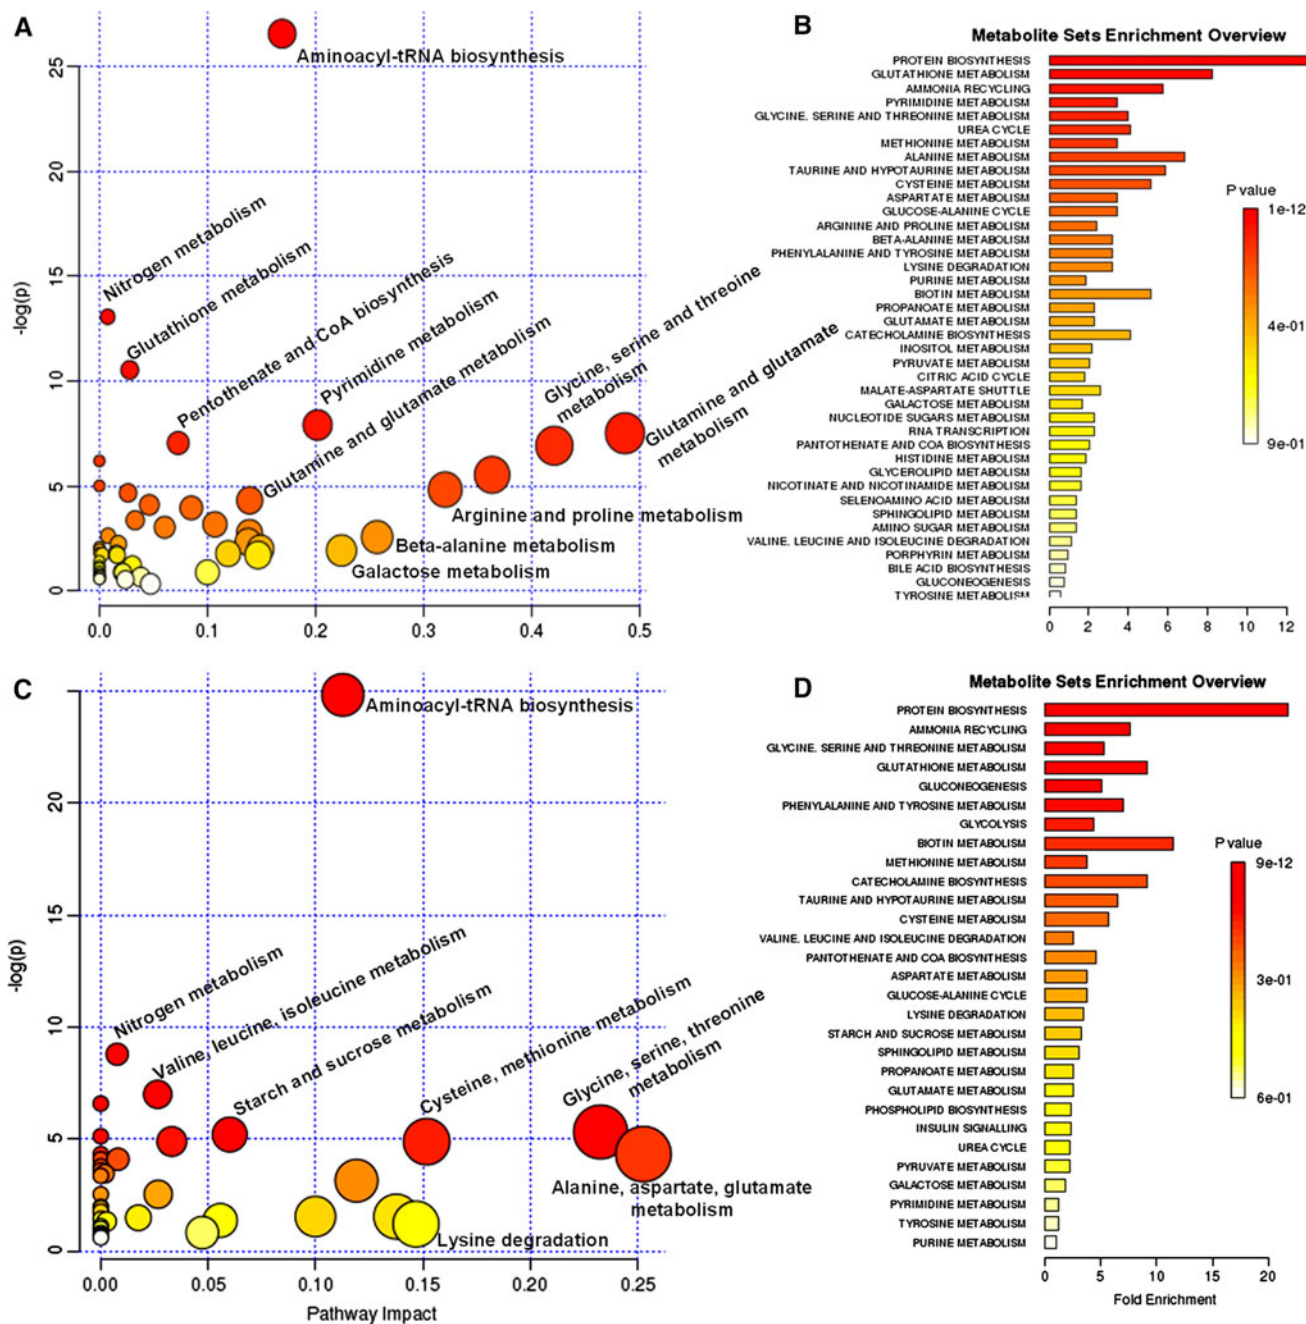 A
Aminoacyl-tRNA biosynthesis
Nitrogen metabolism
Glutathione metabolism
Pentothenate and CoA biosynthesis
Pyrimidine metabolism
Glutamine and glutamate metabolism
Glycine, serine and threoine
metabolism
Glutamine and glutamate
metabolism
Arginine and proline metabolism
Beta-alanine metabolism
Galactose metabolism
-log(p)
25
20
15
10
5
0
0.0 0.1 0.2 0.3 0.4 0.5
B
Metabolite Sets Enrichment Overview
PROTEIN BIOSYNTHESIS
GLUTATHIONE METABOLISM
AMMONIA RECYCLING
PYRIMIDINE METABOLISM
GLYCINE. SERINE AND THREONINE METABOLISM
UREA CYCLE
METHIONINE METABOLISM
ALANINE METABOLISM
TAURINE AND HYPOTAURINE METABOLISM
CYSTEINE METABOLISM
ASPARTATE METABOLISM
GLUCOSE-ALANINE CYCLE
ARGININE AND PROLINE METABOLISM
BETA-ALANINE METABOLISM
PHENYLALANINE AND TYROSINE METABOLISM
LYSINE DEGRADATION
PURINE METABOLISM
BIOTIN METABOLISM
PROPANOATE METABOLISM
GLUTAMATE METABOLISM
CATECHOLAMINE BIOSYNTHESIS
INOSITOL METABOLISM
PYRUVATE METABOLISM
CITRIC ACID CYCLE
MALATE-ASPARTATE SHUTTLE
GALACTOSE METABOLISM
NUCLEOTIDE SUGARS METABOLISM
RNA TRANSCRIPTION
PANTOTHENATE AND COA BIOSYNTHESIS
HISTIDINE METABOLISM
GLYCEROLIPID METABOLISM
NICOTINATE AND NICOTINAMIDE METABOLISM
SELENOAMINO ACID METABOLISM
SPHINGOLIPID METABOLISM
AMINO SUGAR METABOLISM
VALINE. LEUCINE AND ISOLEUCINE DEGRADATION
PORPHYRIN METABOLISM
BILE ACID BIOSYNTHESIS
GLUCONEOGENESIS
TYROSINE METABOLISM
0 2 4 6 8 10 12
P value
1e-12
4e-01
9e-01
C
Aminoacyl-tRNA biosynthesis
Nitrogen metabolism
Valine, leucine, isoleucine metabolism
Starch and sucrose metabolism
Cysteine, methionine metabolism
Glycine, serine, threonine
metabolism
Alanine, aspartate, glutamate
metabolism
Lysine degradation
-log(p)
20
15
10
5
0
0.00 0.05 0.10 0.15 0.20 0.25
Pathway Impact
D
Metabolite Sets Enrichment Overview
PROTEIN BIOSYNTHESIS
AMMONIA RECYCLING
GLYCINE. SERINE AND THREONINE METABOLISM
GLUTATHIONE METABOLISM
GLUCONEOGENESIS
PHENYLALANINE AND TYROSINE METABOLISM
GLYCOLYSIS
BIOTIN METABOLISM
METHIONINE METABOLISM
CATECHOLAMINE BIOSYNTHESIS
TAURINE AND HYPOTAURINE METABOLISM
CYSTEINE METABOLISM
VALINE. LEUCINE AND ISOLEUCINE DEGRADATION
PANTOTHENATE AND COA BIOSYNTHESIS
ASPARTATE METABOLISM
GLUCOSE-ALANINE CYCLE
LYSINE DEGRADATION
STARCH AND SUCROSE METABOLISM
SPHINGOLIPID METABOLISM
PROPANOATE METABOLISM
GLUTAMATE METABOLISM
PHOSPHOLIPID BIOSYNTHESIS
INSULIN SIGNALLING
UREA CYCLE
PYRUVATE METABOLISM
GALACTOSE METABOLISM
PYRIMIDINE METABOLISM
TYROSINE METABOLISM
PURINE METABOLISM
0 5 10 15 20
Fold Enrichment
P value
9e-12
3e-01
6e-01